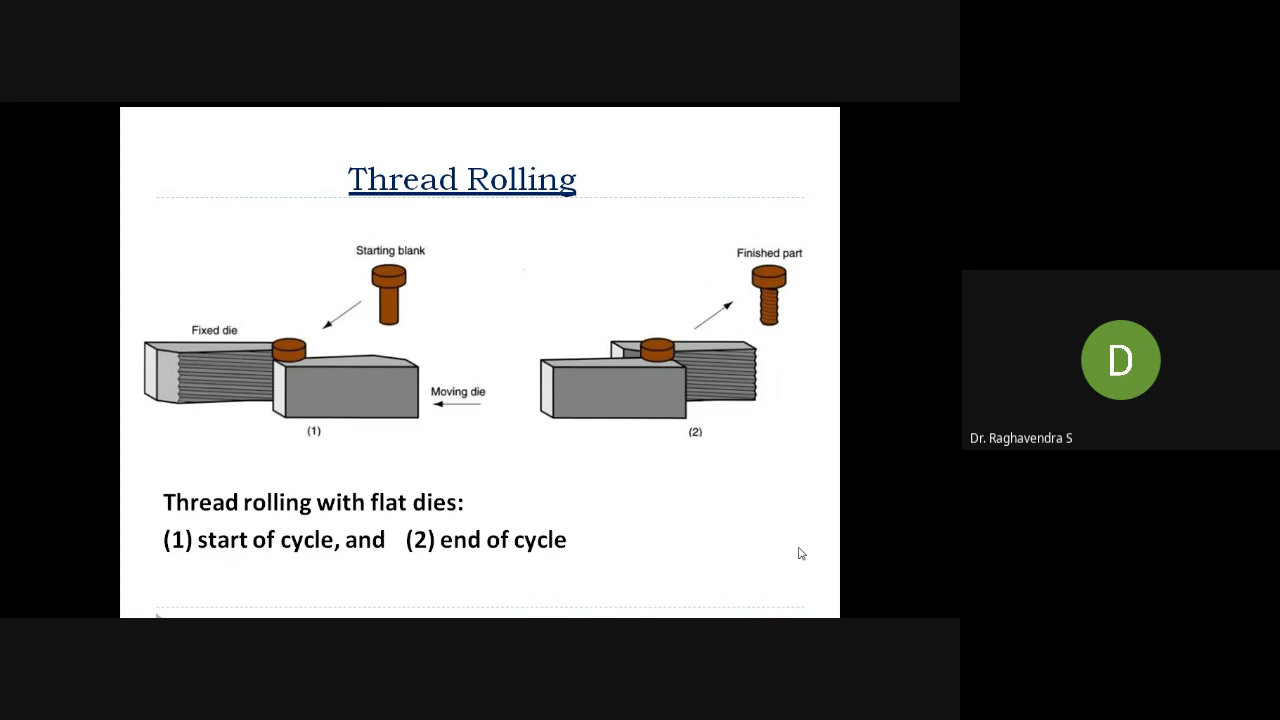 Thread Rolling
Starting blank
Finished part
Fixed die
Moving die
(1)
(2)
Thread rolling with flat dies:
(1) start of cycle, and (2) end of cycle
D
Dr. Raghavendra S